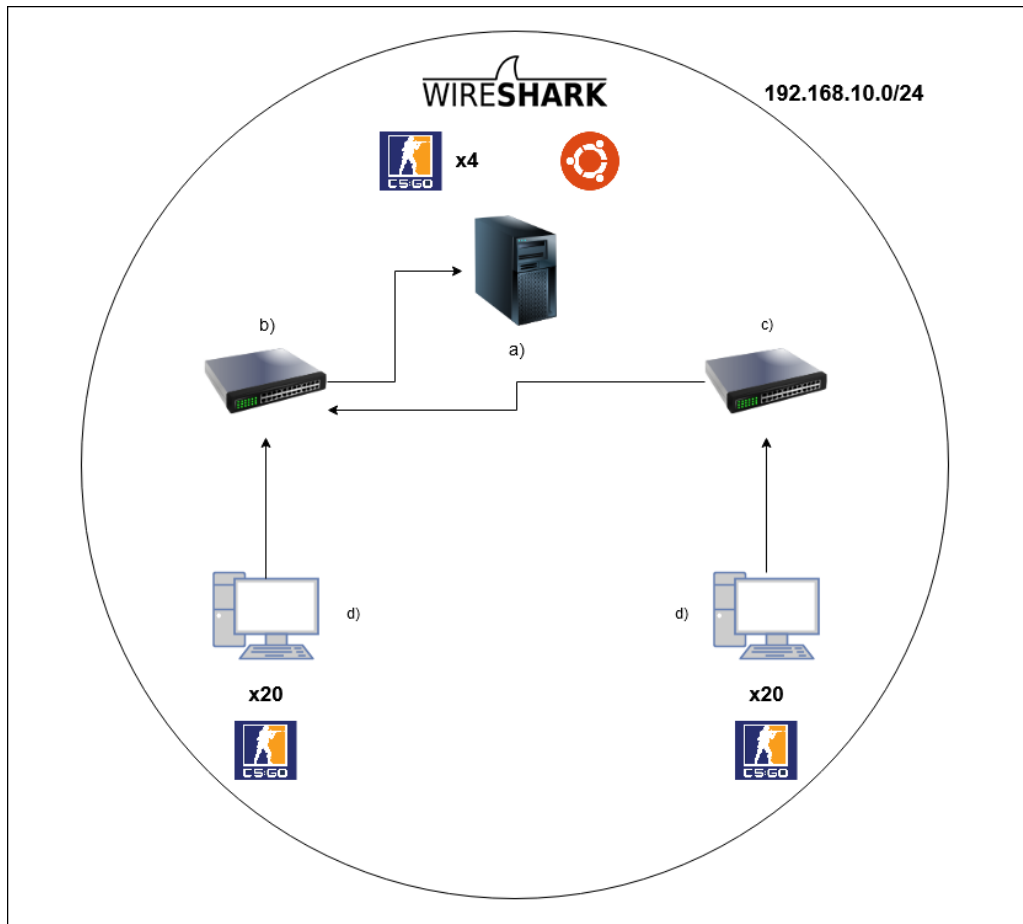 WIRESHARK
192.168.10.0/24
CS:GO
x4
a)
b)
c)
d)
d)
x20
x20
CS:GO
CS:GO